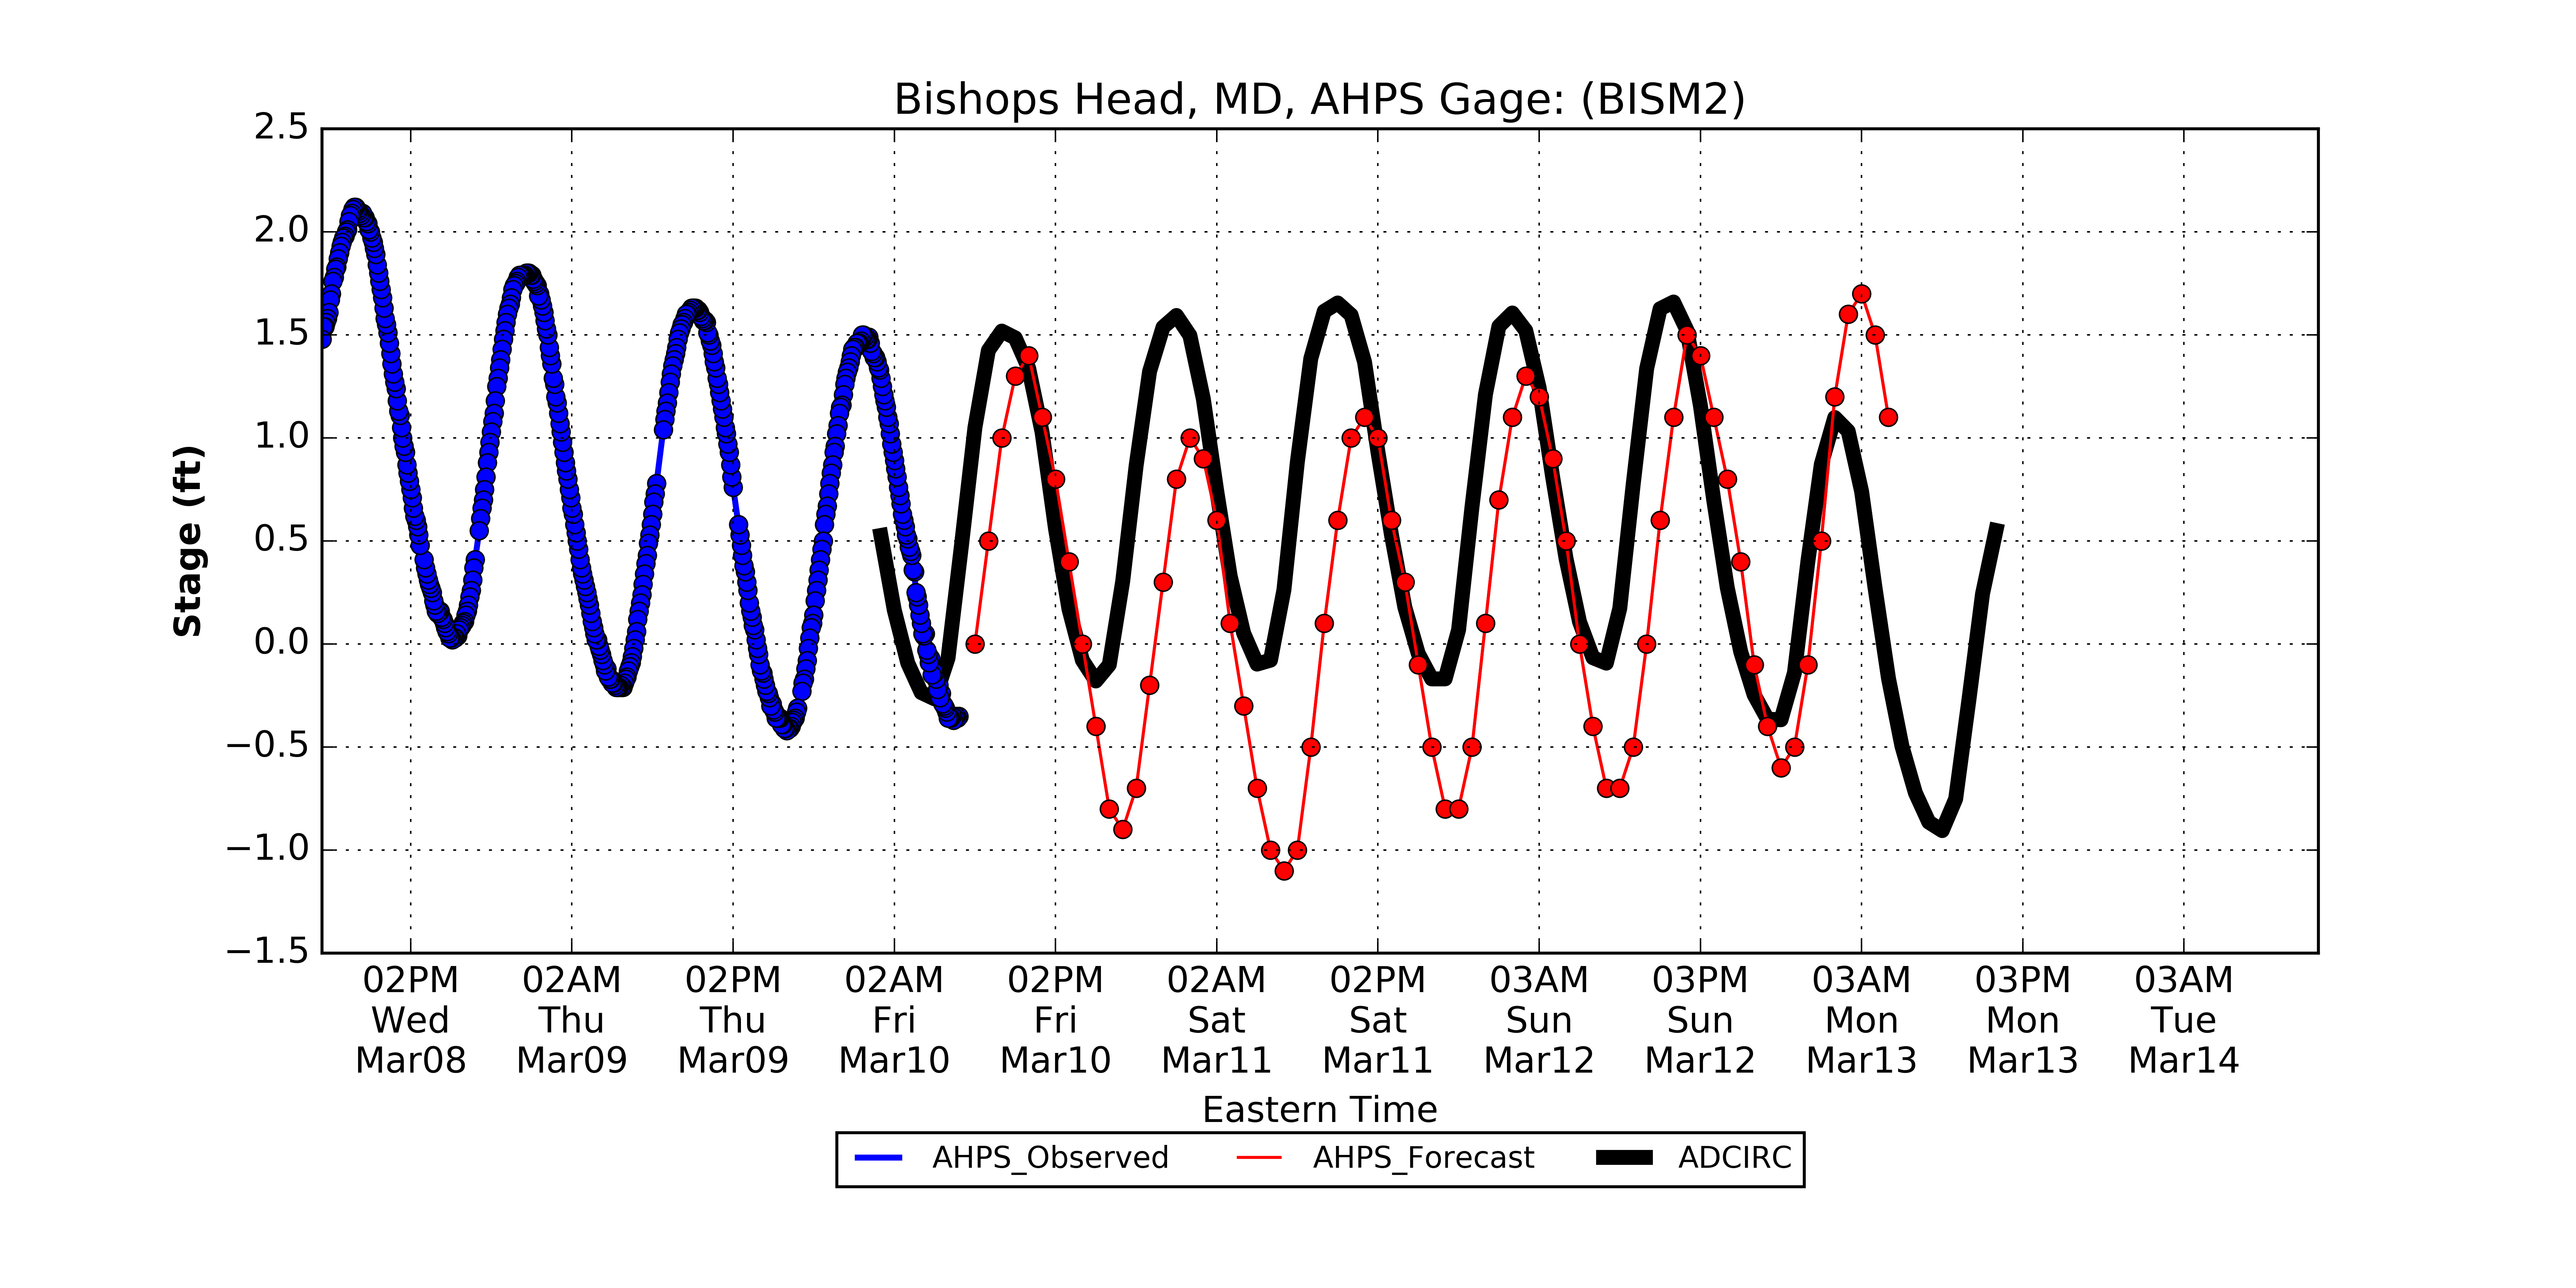 Bishops Head, MD, AHPS Gage: (BISM2)
2.5
2.0
1.5
1.0
0.5
0.0
−0.5
−1.0
−1.5
Stage (ft)
02PM 02AM 02PM 02AM 02PM 02AM 02PM 03AM 03PM 03AM 03PM 03AM
Wed Thu Thu Fri Fri Sat Sat Sun Sun Mon Mon Tue
Mar08 Mar09 Mar09 Mar10 Mar10 Mar11 Mar11 Mar12 Mar12 Mar13 Mar13 Mar14
Eastern Time
AHPS_Observed AHPS_Forecast ADCIRC